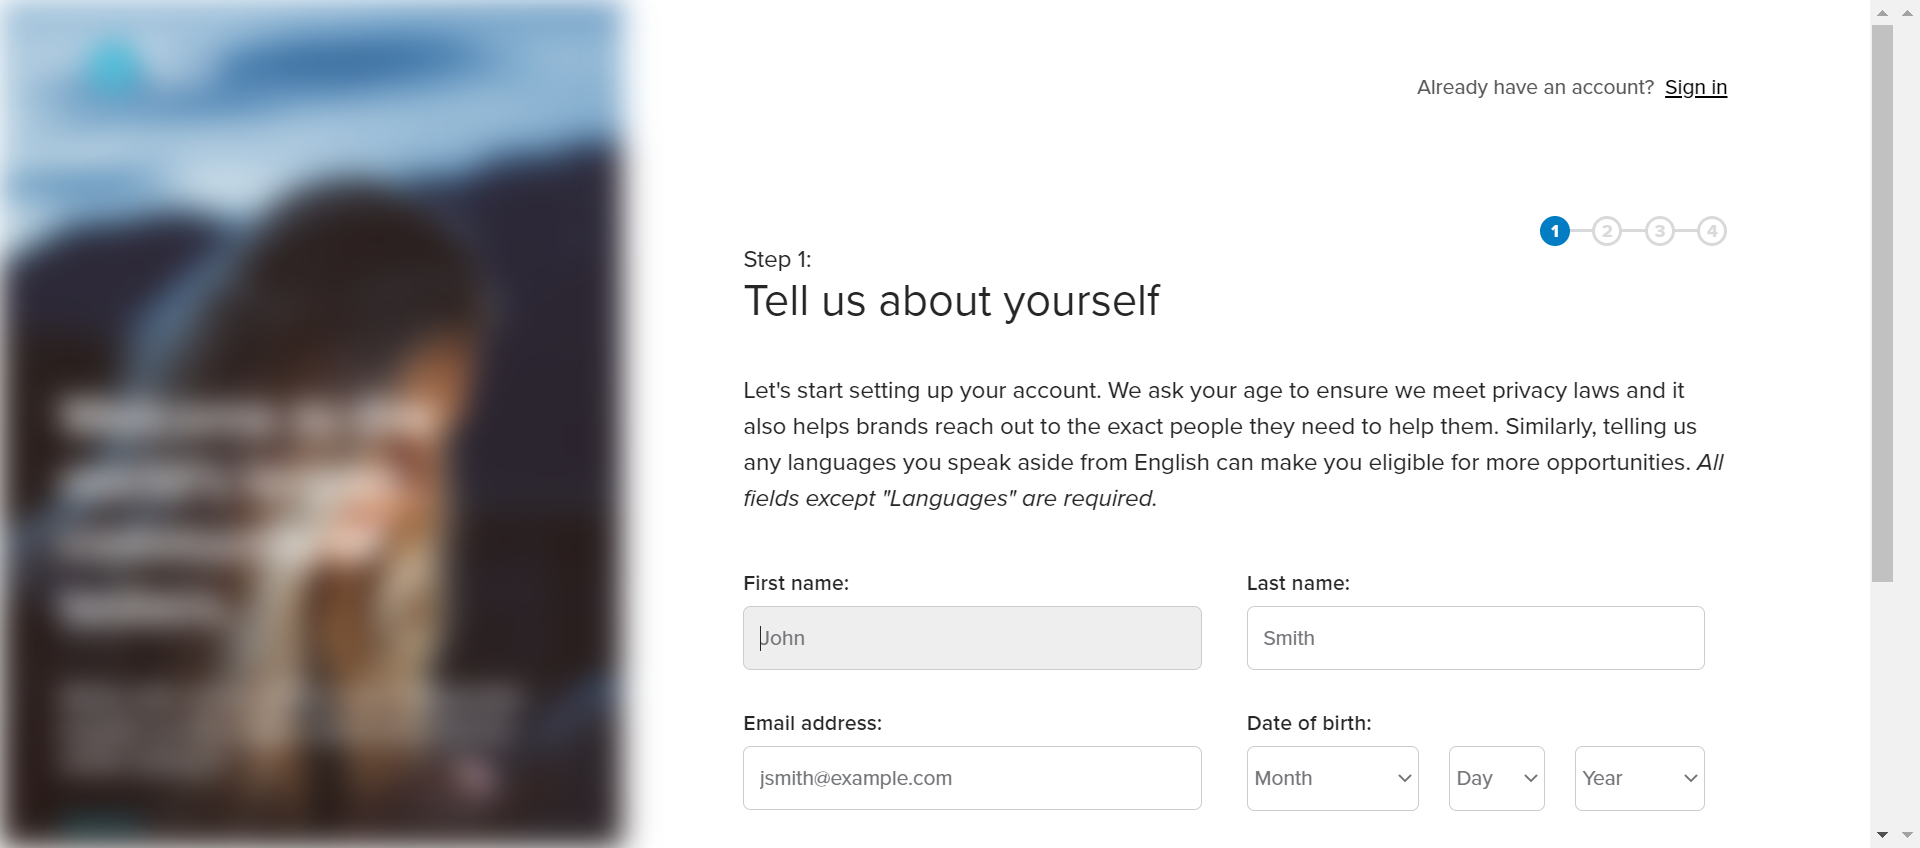 Already have an account? Sign in
1 2 3 4
Step 1:
Tell us about yourself
Let's start setting up your account. We ask your age to ensure we meet privacy laws and it
also helps brands reach out to the exact people they need to help them. Similarly, telling us
any languages you speak aside from English can make you eligible for more opportunities. All
fields except "Languages" are required.
First name: Last name:
John Smith
Email address: Date of birth:
jsmith@example.com Month Day Year